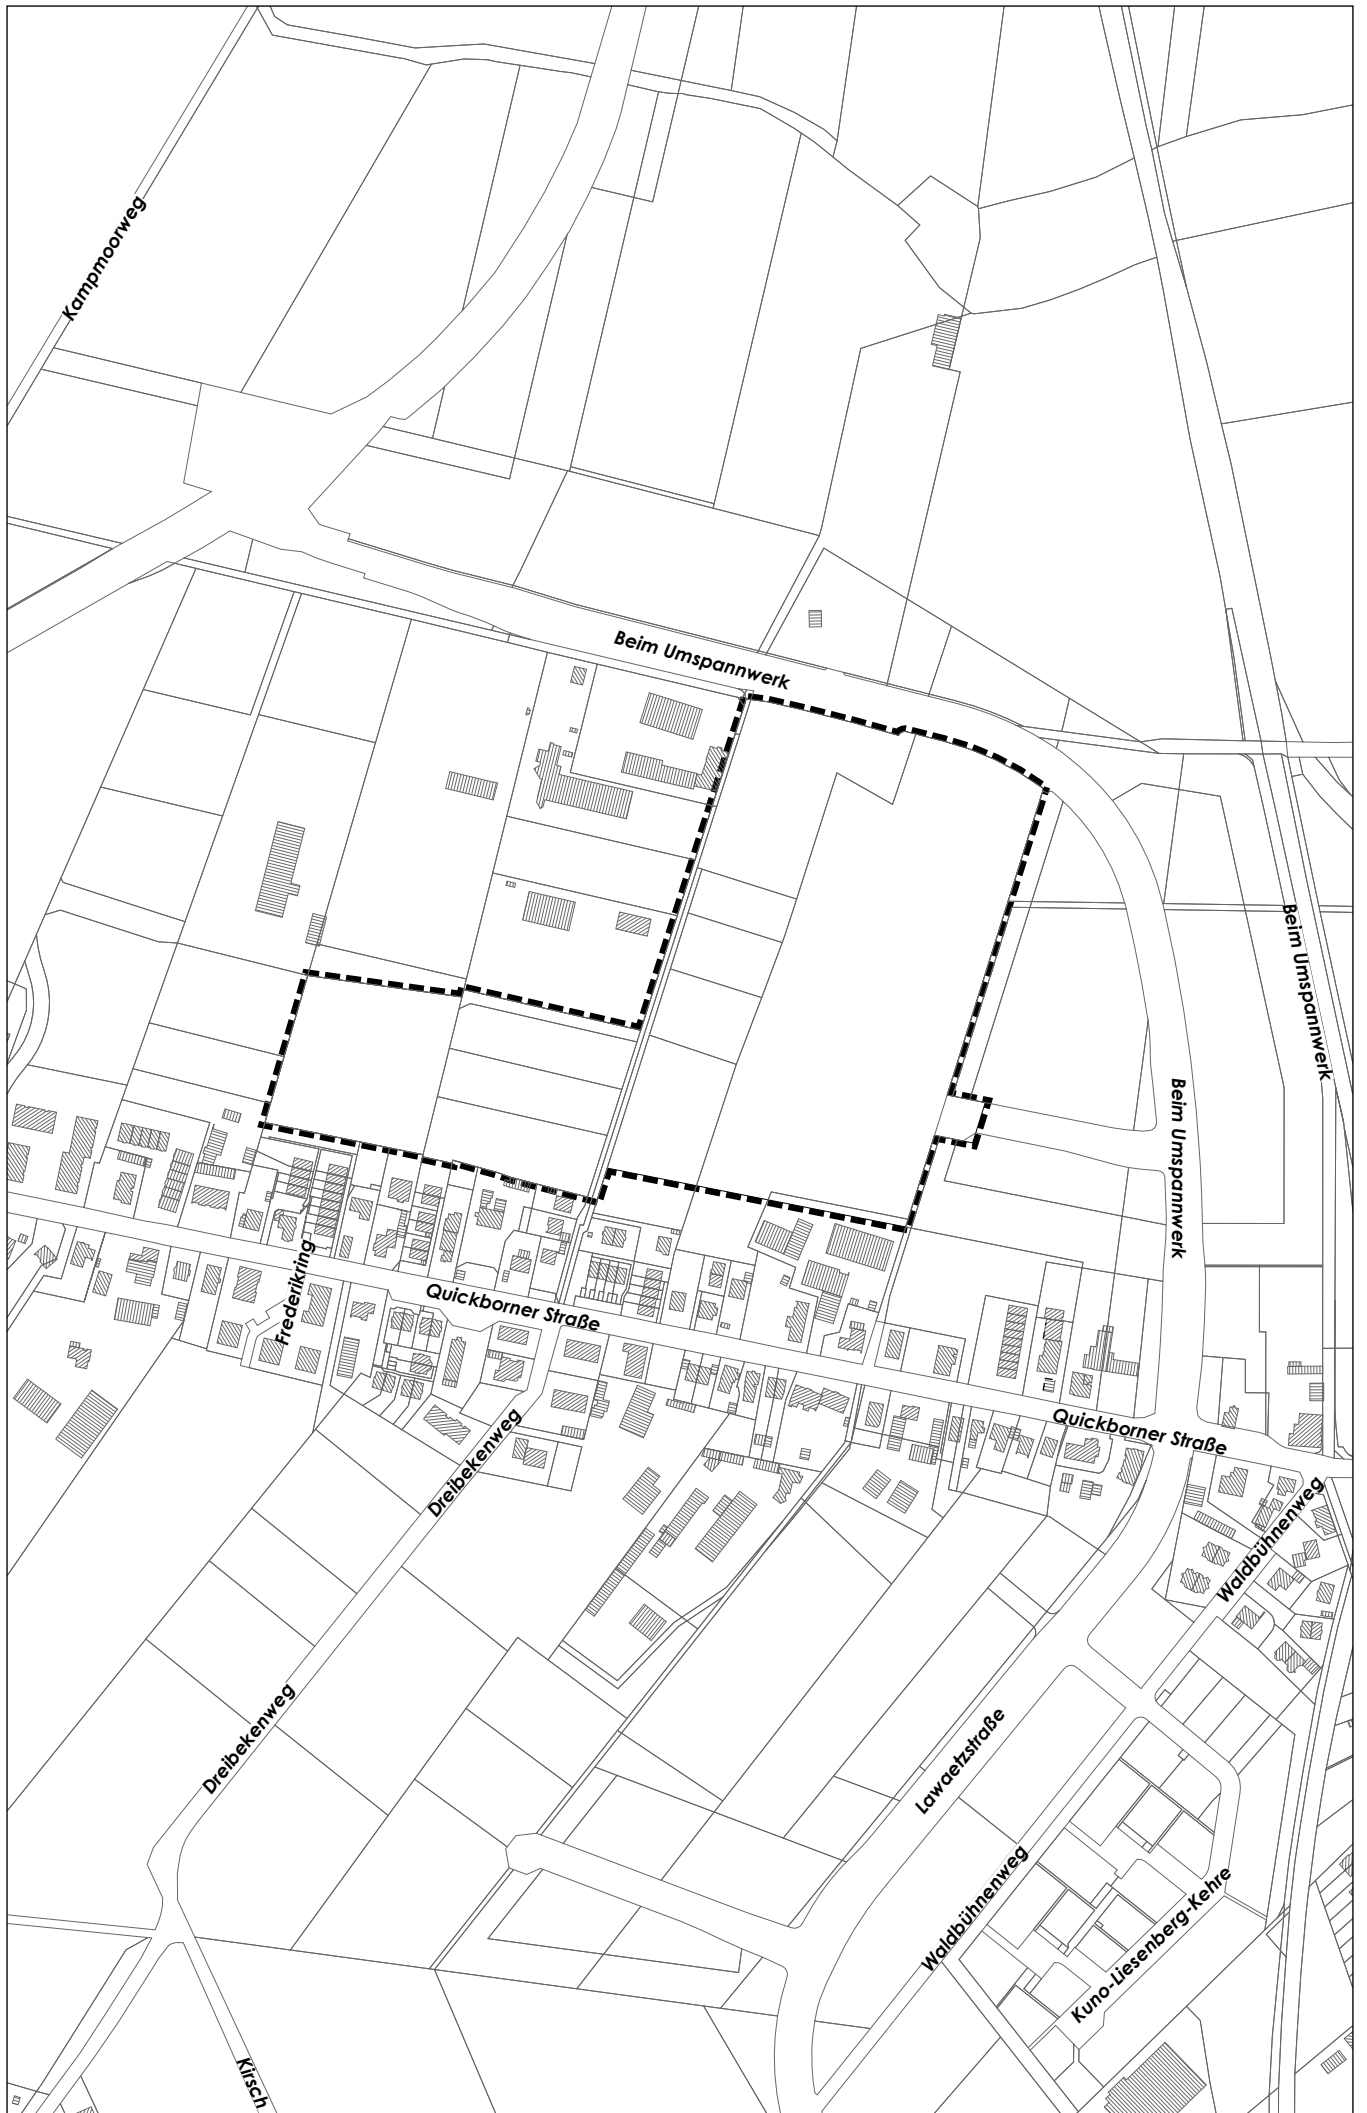 Kampmoorweg
Beim Umspannwerk
Beim Umspannwerk
Beim Umspannwerk
Frederikring
Quickborner Straße
Quickborner Straße
Dreibekenweg
Waldbühnenweg
Dreibekenweg
Lawaetzstraße
Waldbühnenweg
Kuno-Liesenberg-Kehre
Kirsch